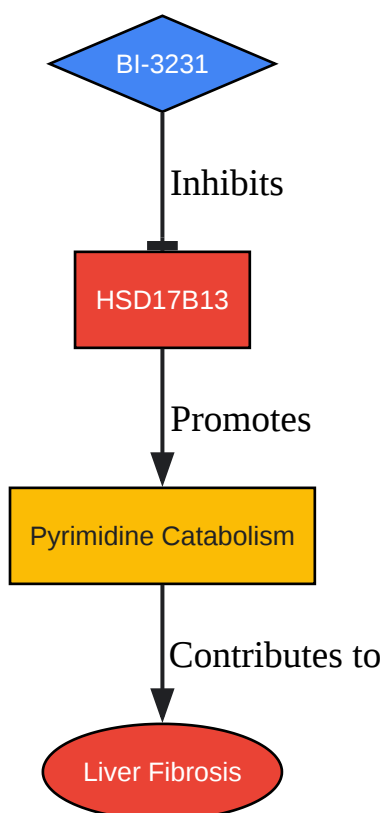 BI-3231
Inhibits
HSD17B13
Promotes
Pyrimidine Catabolism
Contributes to
Liver Fibrosis